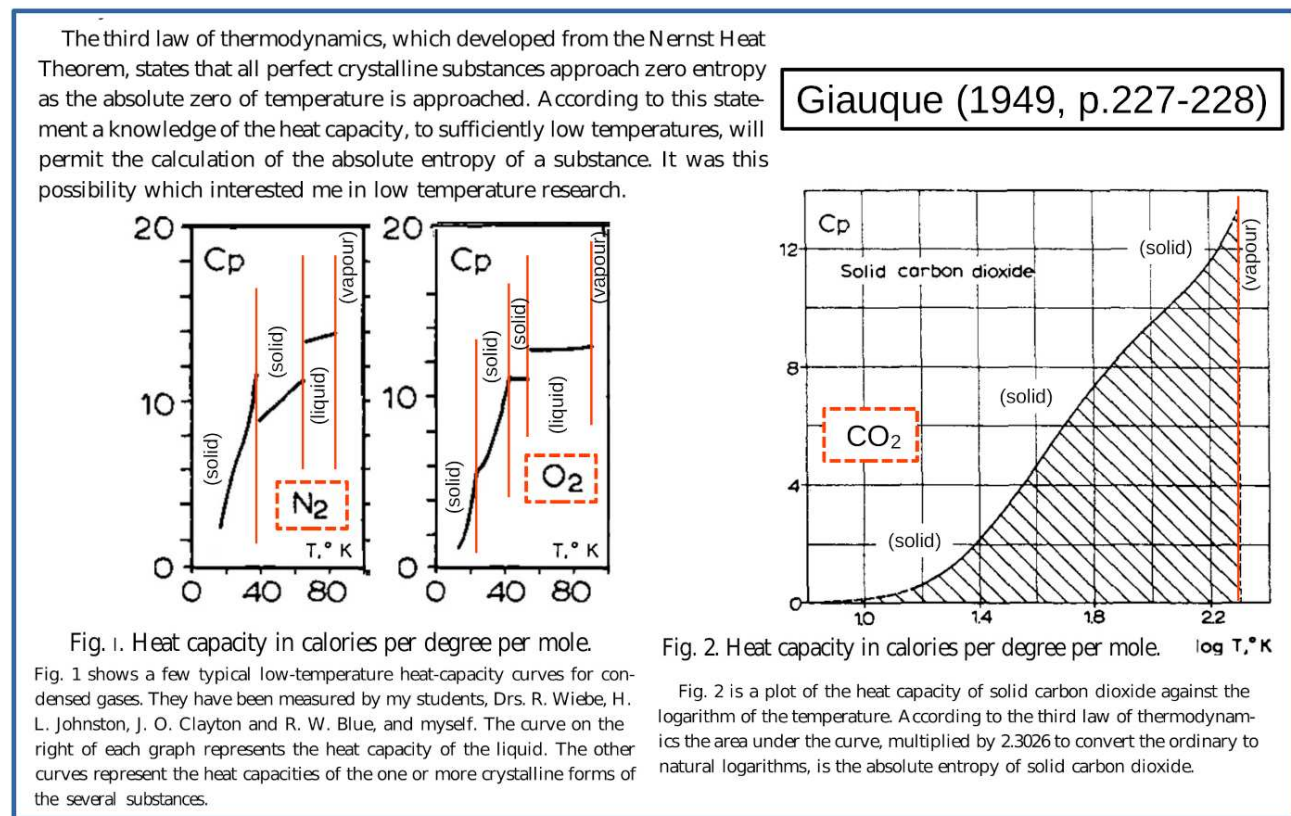 The third law of thermodynamics, which developed from the Nernst Heat
Theorem, states that all perfect crystalline substances approach zero entropy
as the absolute zero of temperature is approached. According to this state-
ment a knowledge of the heat capacity, to sufficiently low temperatures, will
permit the calculation of the absolute entropy of a substance. It was this
possibility which interested me in low temperature research.
Giauque (1949, p.227-228)
20
10
0
Cp
(solid)
(solid)
(liquid)
(vapour)
N2
T,° K
0 40 80
20
10
0
Cp
(solid)
(solid)
(solid)
(liquid)
(vapour)
O2
T,° K
0 40 80
Fig. 1. Heat capacity in calories per degree per mole.
Fig. 1 shows a few typical low-temperature heat-capacity curves for con-
densed gases. They have been measured by my students, Drs. R. Wiebe, H.
L. Johnston, J. O. Clayton and R. W. Blue, and myself. The curve on the
right of each graph represents the heat capacity of the liquid. The other
curves represent the heat capacities of the one or more crystalline forms of
the several substances.
Cp
12
8
4
0
Solid carbon dioxide
(solid)
(vapour)
(solid)
CO2
(solid)
1.0 1.4 1.8 2.2
log T,° K
Fig. 2. Heat capacity in calories per degree per mole.
Fig. 2 is a plot of the heat capacity of solid carbon dioxide against the
logarithm of the temperature. According to the third law of thermodynam-
ics the area under the curve, multiplied by 2.3026 to convert the ordinary to
natural logarithms, is the absolute entropy of solid carbon dioxide.